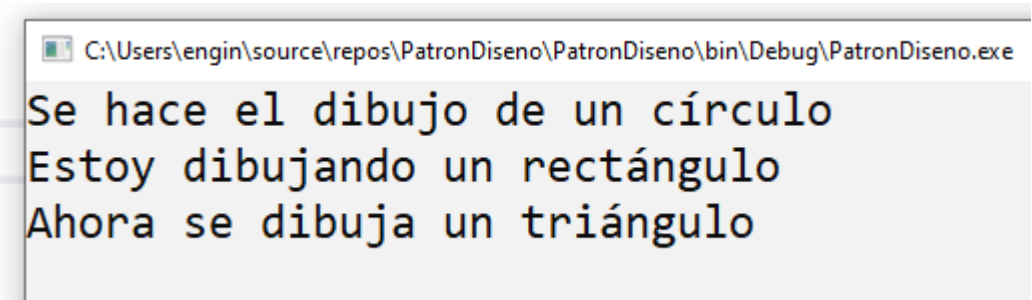 C:\Users\engin\source\repos\PatronDiseno\PatronDiseno\bin\Debug\PatronDiseno.exe
Se hace el dibujo de un círculo
Estoy dibujando un rectángulo
Ahora se dibuja un triángulo